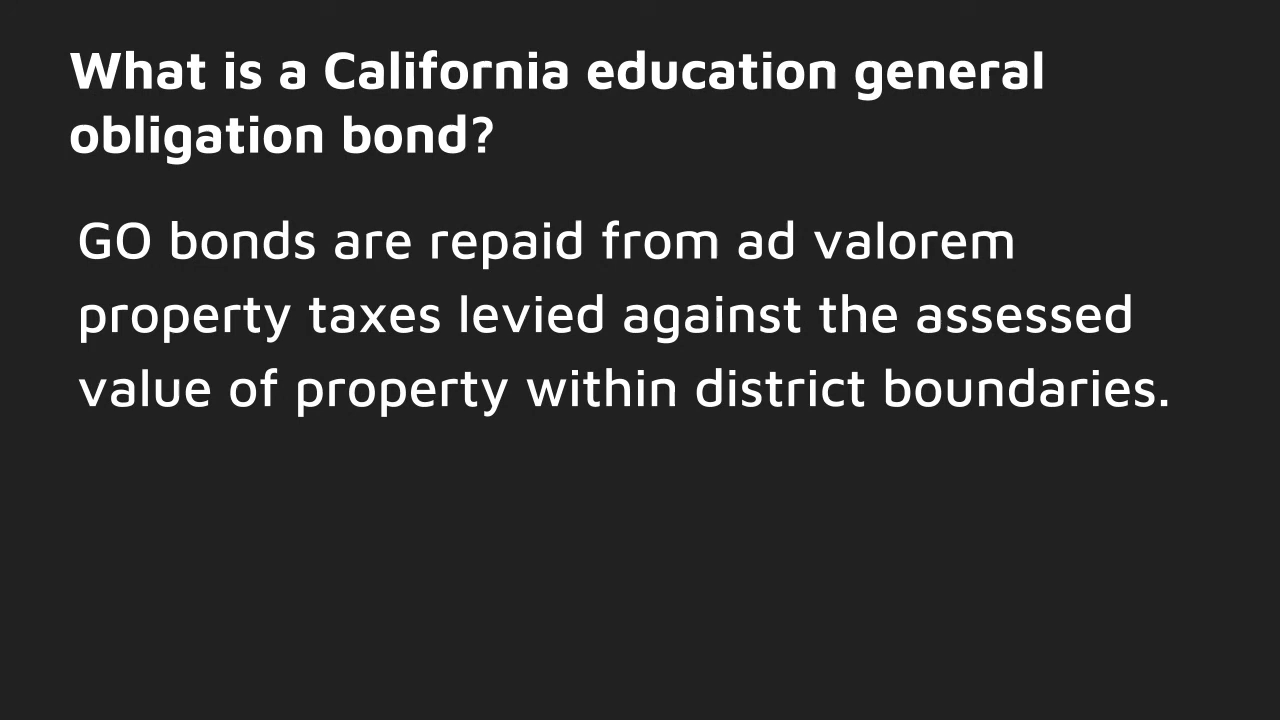 What is a California education general
obligation bond?
GO bonds are repaid from ad valorem
property taxes levied against the assessed
value of property within district boundaries.